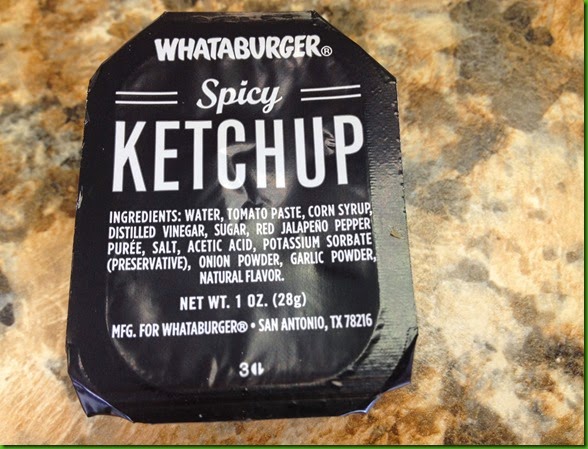 WHATABURGER®
Spicy
KETCHUP
INGREDIENTS: WATER, TOMATO PASTE, CORN SYRUP,
DISTILLED VINEGAR, SUGAR, RED JALAPEÑO PEPPER
PURÉE, SALT, ACETIC ACID, POTASSIUM SORBATE
(PRESERVATIVE), ONION POWDER, GARLIC POWDER,
NATURAL FLAVOR.
NET WT. 1 OZ. (28g)
MFG. FOR WHATABURGER® • SAN ANTONIO, TX 78216